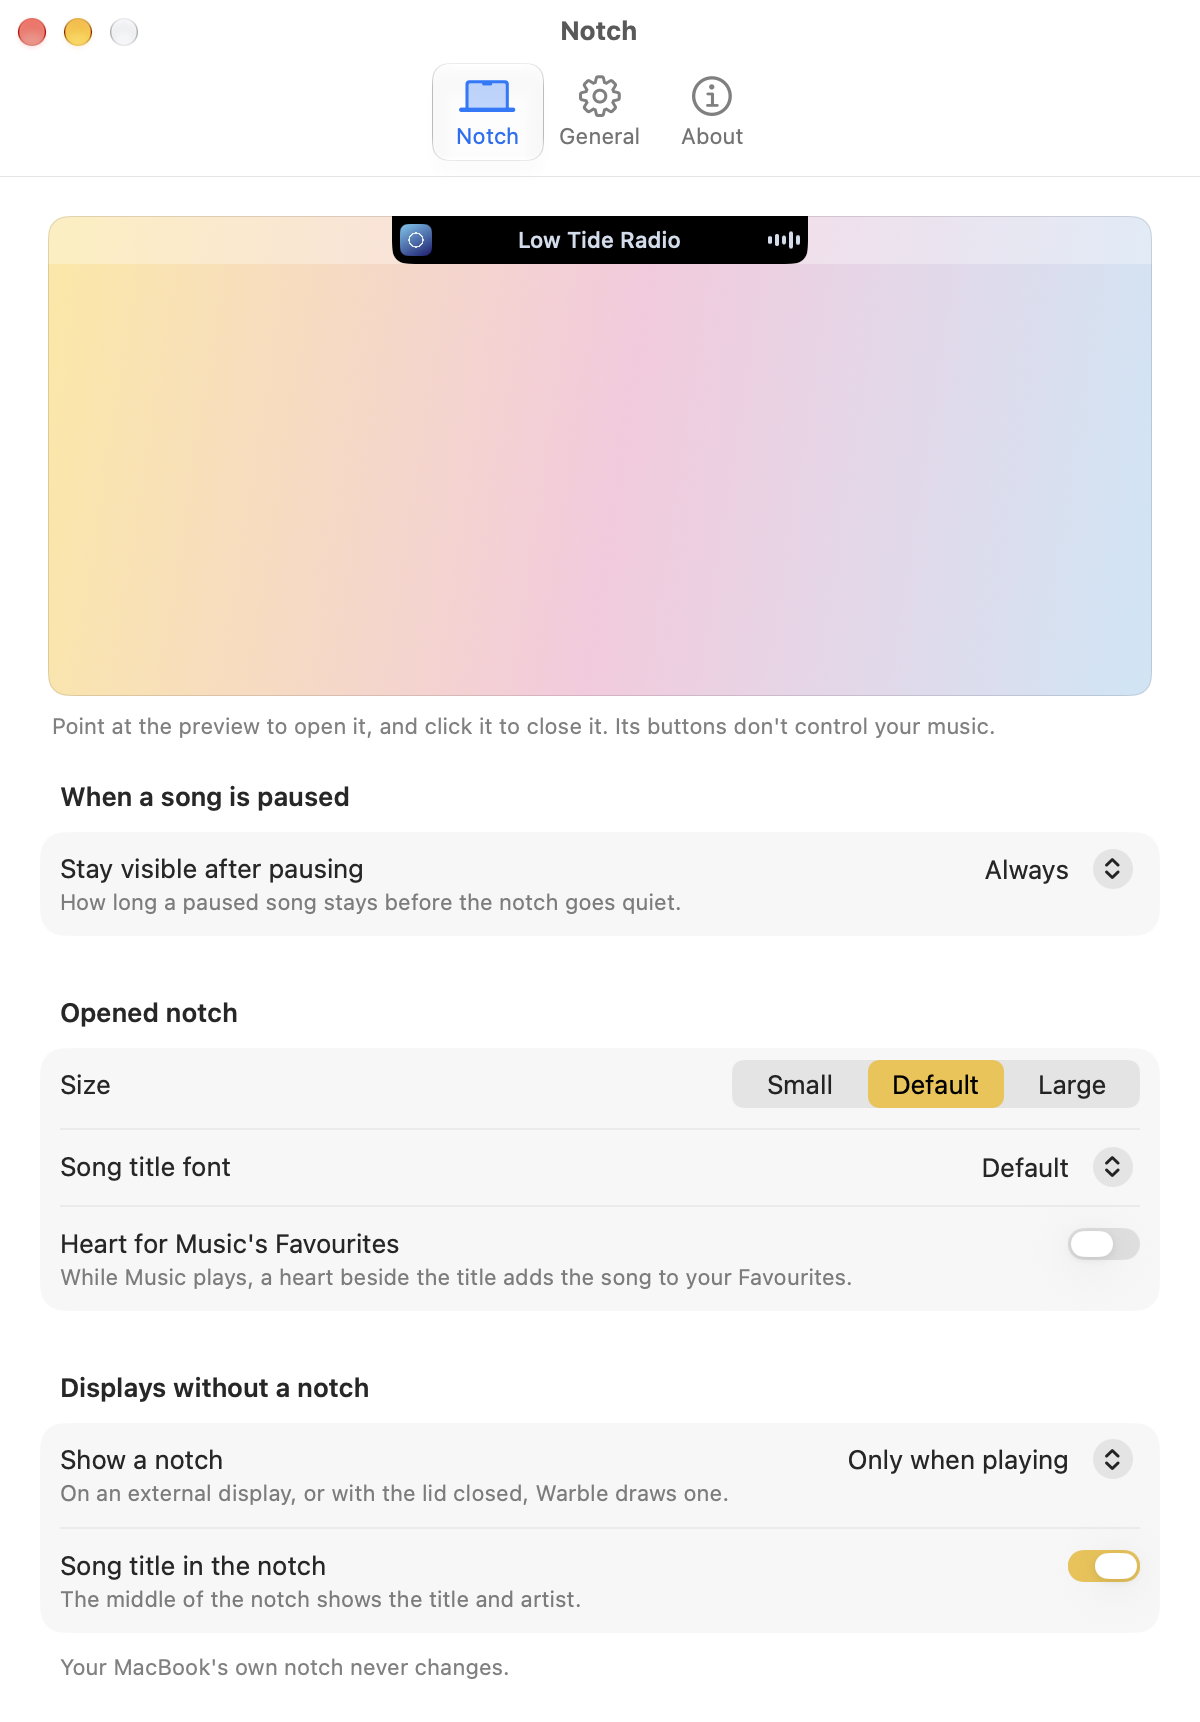 Notch
Notch
General
About
Low Tide Radio
Point at the preview to open it, and click it to close it. Its buttons don't control your music.
When a song is paused
Stay visible after pausing
Always
How long a paused song stays before the notch goes quiet.
Opened notch
Size
Small
Default
Large
Song title font
Default
Heart for Music's Favourites
While Music plays, a heart beside the title adds the song to your Favourites.
Displays without a notch
Show a notch
Only when playing
On an external display, or with the lid closed, Warble draws one.
Song title in the notch
The middle of the notch shows the title and artist.
Your MacBook's own notch never changes.